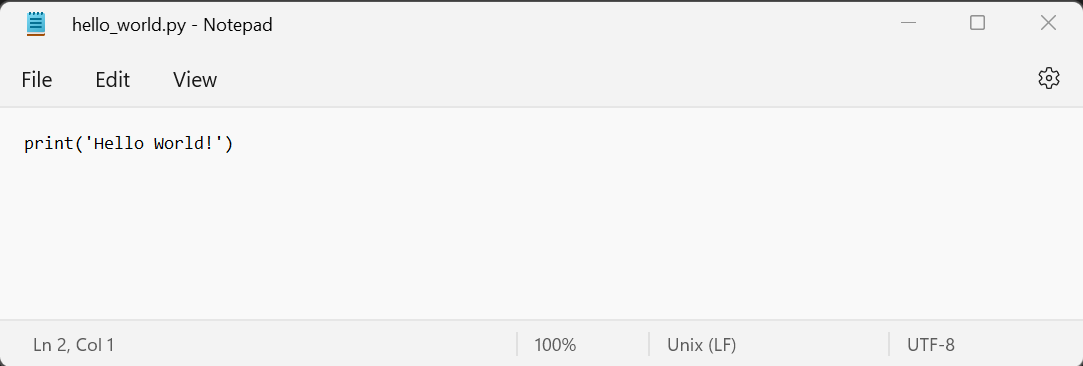 hello_world.py - Notepad
File Edit View
print('Hello World!')
Ln 2, Col 1 100% Unix (LF) UTF-8